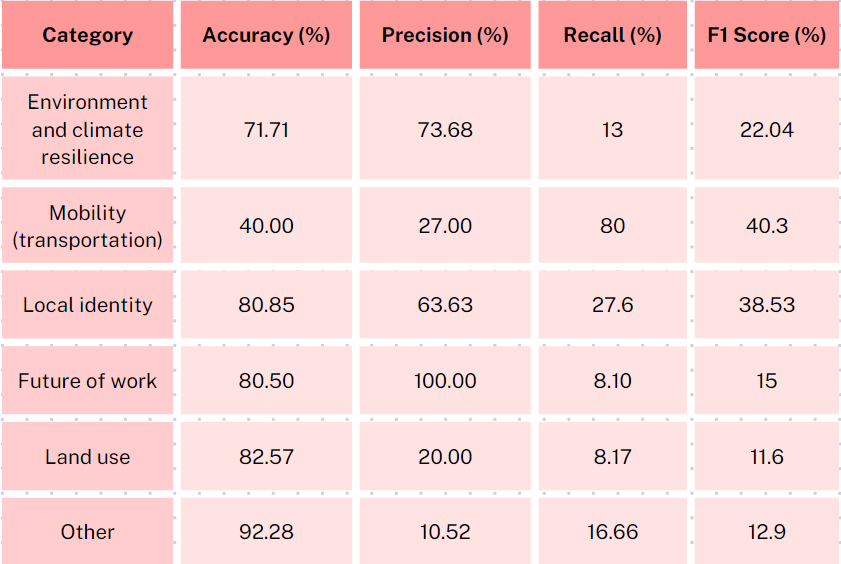 Category Accuracy (%) Precision (%) Recall (%) F1 Score (%)
Environment
and climate
resilience
71.71 73.68 13 22.04
Mobility
(transportation)
40.00 27.00 80 40.3
Local identity 80.85 63.63 27.6 38.53
Future of work 80.50 100.00 8.10 15
Land use 82.57 20.00 8.17 11.6
Other 92.28 10.52 16.66 12.9